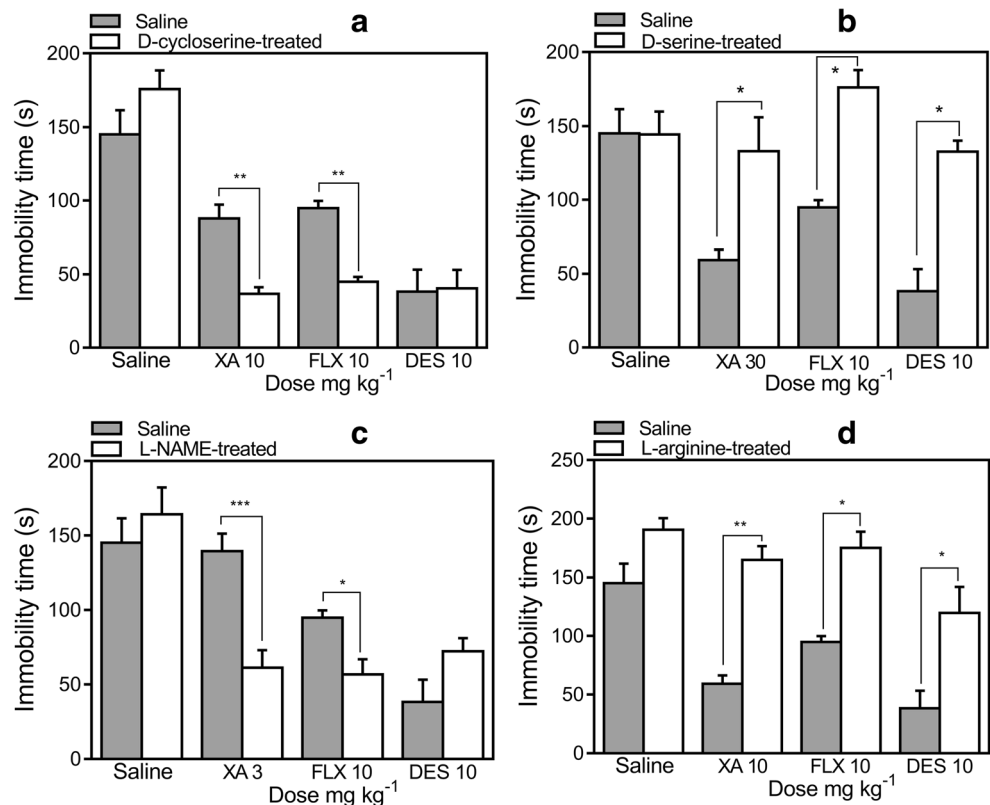 Saline
D-cycloserine-treated
a
200
150
100
50
0
Immobility time (s)
**
**
Saline
XA 10
FLX 10
DES 10
Dose mg kg-1
Saline
D-serine-treated
b
200
150
100
50
0
Immobility time (s)
*
*
*
Saline
XA 30
FLX 10
DES 10
Dose mg kg-1
Saline
L-NAME-treated
c
200
150
100
50
0
Immobility time (s)
***
*
Saline
XA 3
FLX 10
DES 10
Dose mg kg-1
Saline
L-arginine-treated
d
250
200
150
100
50
0
Immobility time (s)
**
*
*
Saline
XA 10
FLX 10
DES 10
Dose mg kg-1